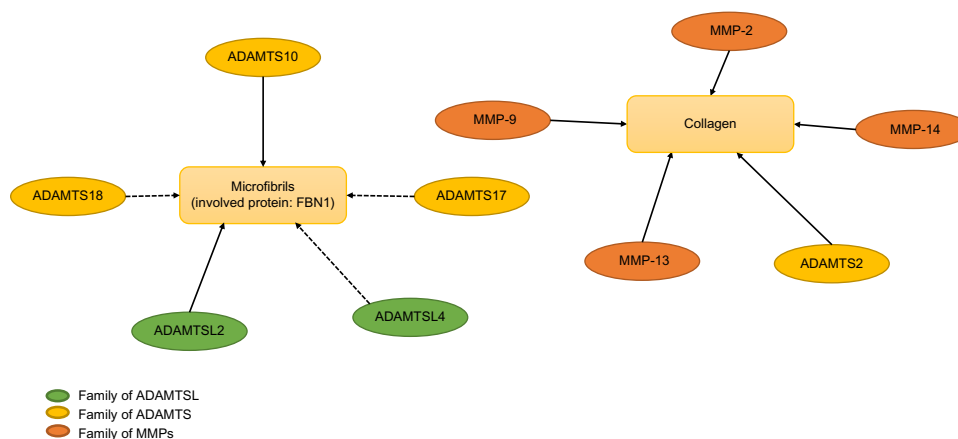 MMP-2
ADAMTS10
MMP-9
Collagen
MMP-14
ADAMTS18
Microfibrils
(involved protein: FBN1)
ADAMTS17
MMP-13
ADAMTS2
ADAMTSL2
ADAMTSL4
Family of ADAMTSL
Family of ADAMTS
Family of MMPs